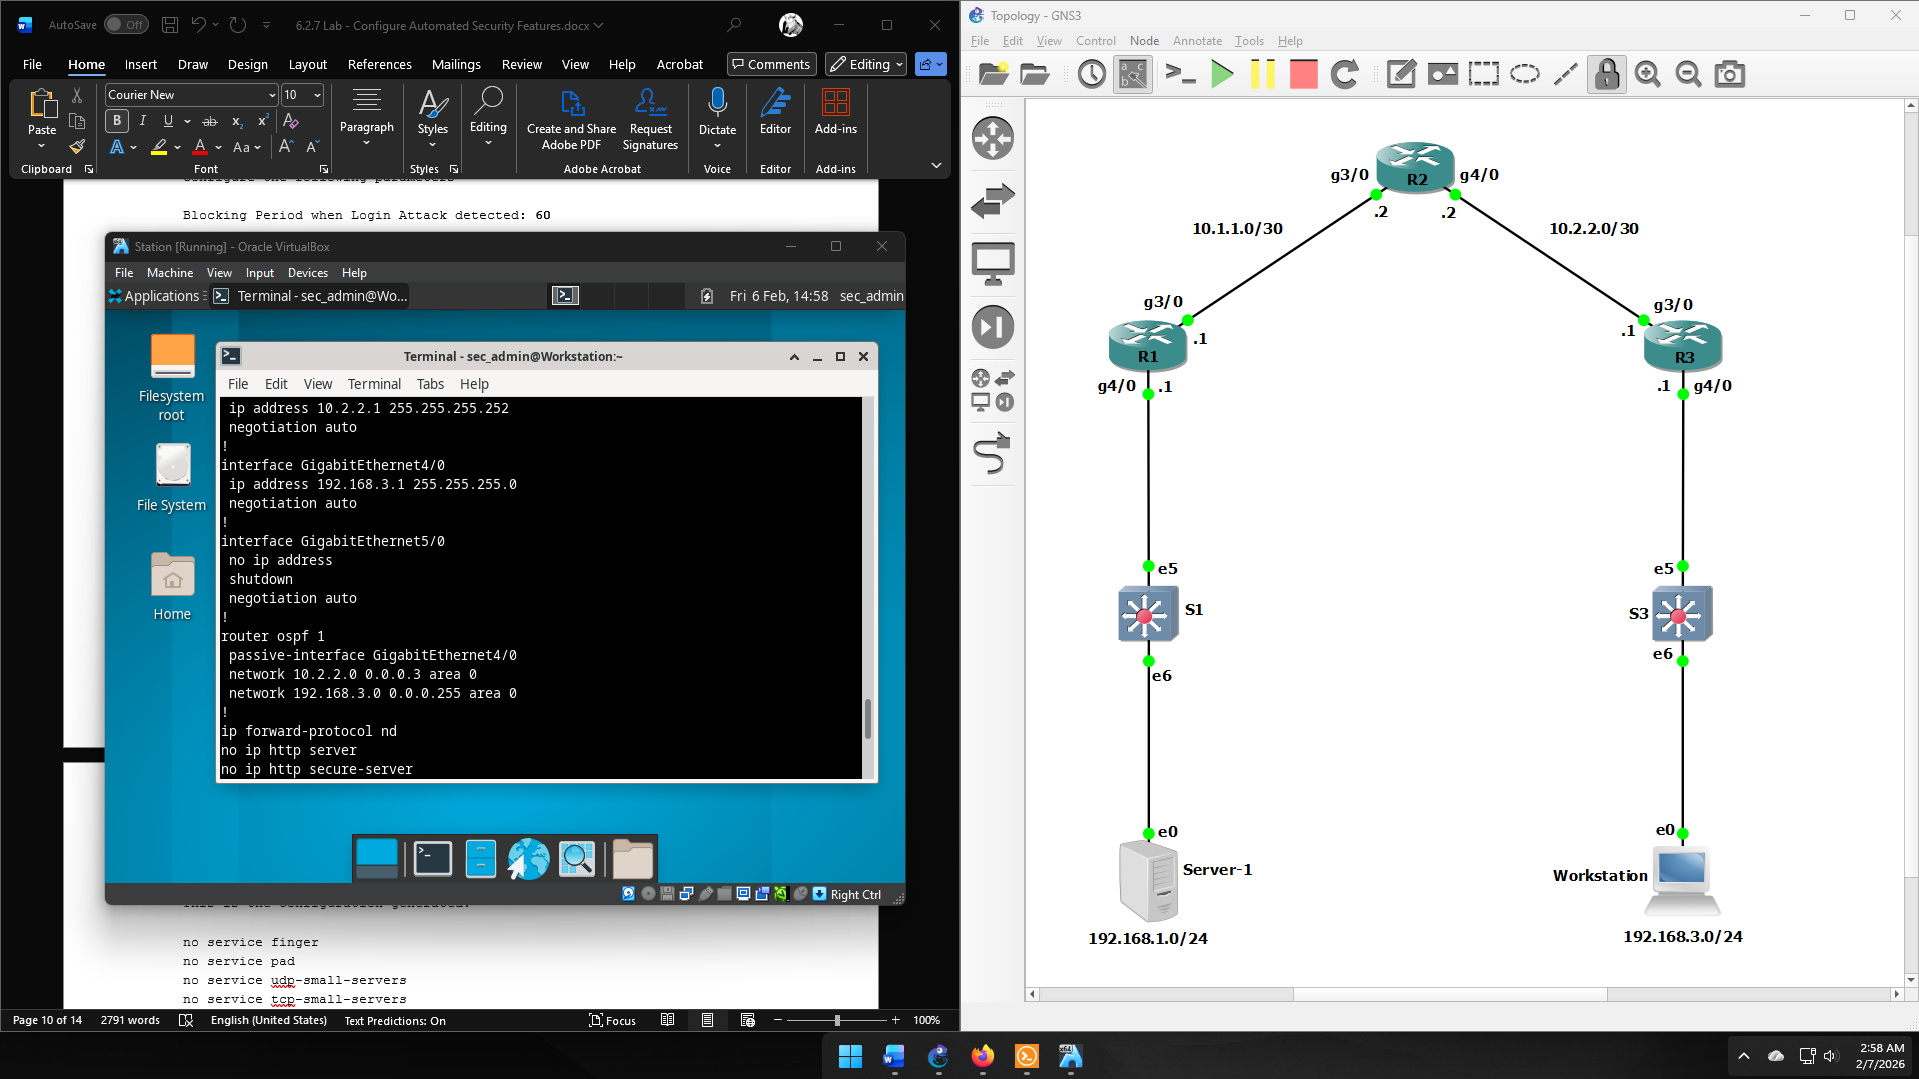 AutoSave Off 6.2.7 Lab - Configure Automated Security Features.docx
File Home Insert Draw Design Layout References Mailings Review View Help Acrobat Comments Editing
Courier New 10
Paste
Paragraph
Styles
Editing
Create and Share Adobe PDF
Request Signatures
Dictate
Editor
Add-ins
Clipboard Font Styles Adobe Acrobat Voice Editor Add-ins
Blocking Period when Login Attack detected: 60
Station [Running] - Oracle VirtualBox
File Machine View Input Devices Help
Applications Terminal - sec_admin@Wo... Fri 6 Feb, 14:58 sec_admin
Filesystem root
File System
Home
Terminal - sec_admin@Workstation:~
File Edit View Terminal Tabs Help
ip address 10.2.2.1 255.255.255.252
negotiation auto
!
interface GigabitEthernet4/0
ip address 192.168.3.1 255.255.255.0
negotiation auto
!
interface GigabitEthernet5/0
no ip address
shutdown
negotiation auto
!
router ospf 1
passive-interface GigabitEthernet4/0
network 10.2.2.0 0.0.0.3 area 0
network 192.168.3.0 0.0.0.255 area 0
!
ip forward-protocol nd
no ip http server
no ip http secure-server
Right Ctrl
no service finger
no service pad
no service udp-small-servers
no service tcp-small-servers
Page 10 of 14 2791 words English (United States) Text Predictions: On Focus 100%
Topology - GNS3
File Edit View Control Node Annotate Tools Help
g3/0 R2 g4/0
.2 .2
10.1.1.0/30 10.2.2.0/30
g3/0 g3/0
.1 .1
R1 R3
g4/0 .1 .1 g4/0
e5 e5
S1 S3
e6 e6
e0 e0
Server-1 Workstation
192.168.1.0/24 192.168.3.0/24
2:58 AM
2/7/2026